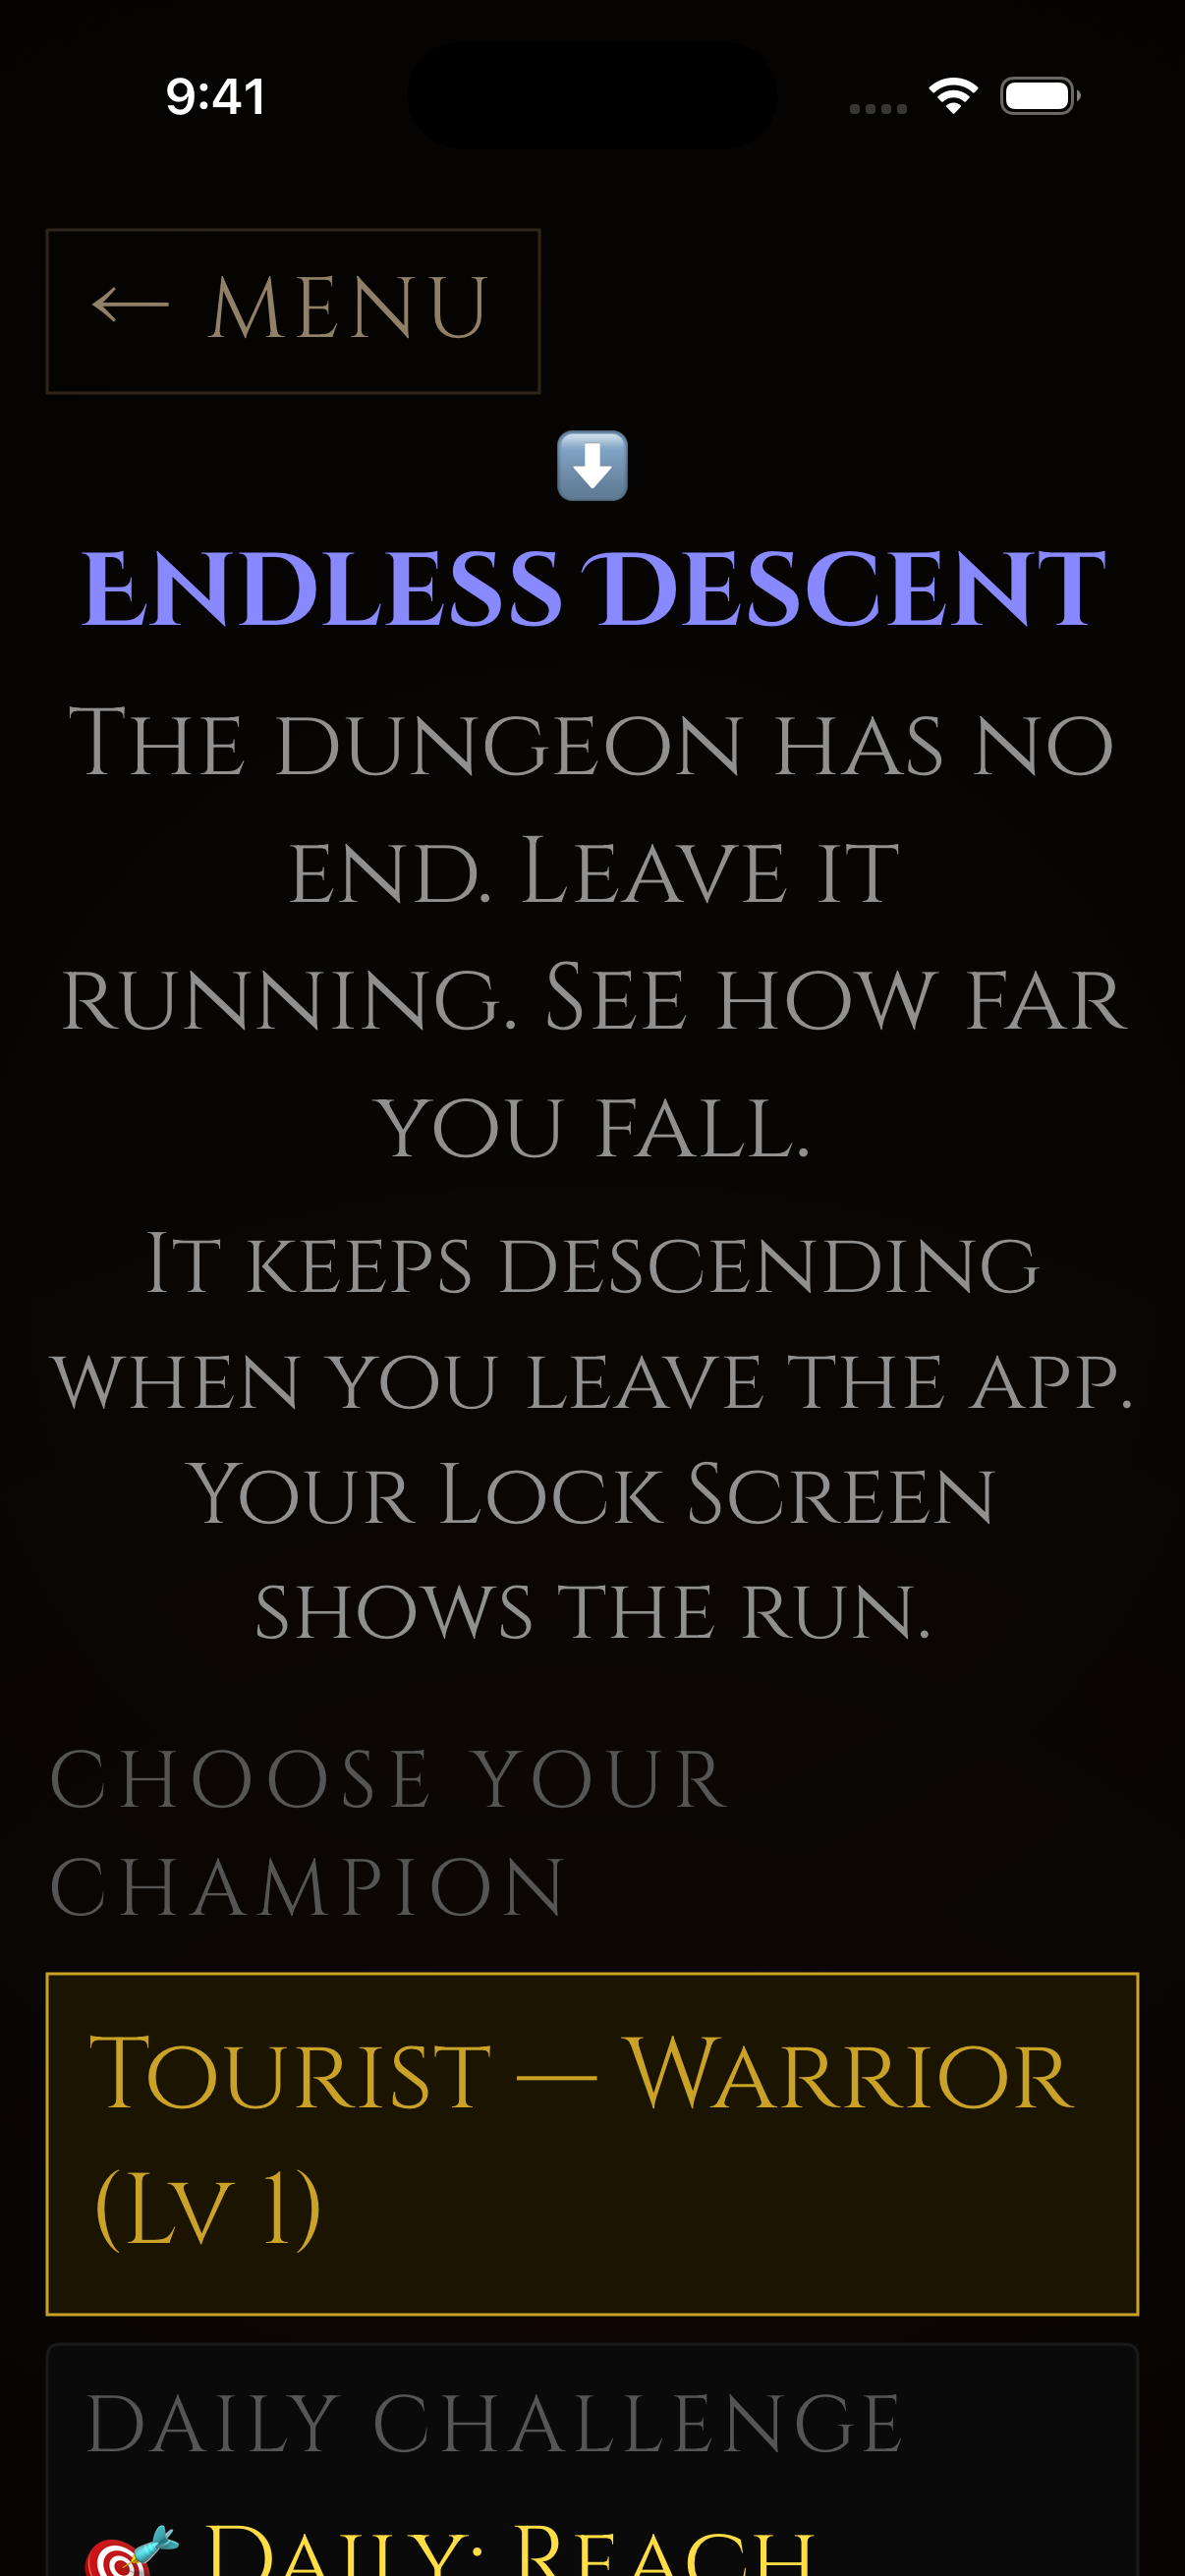 9:41
← MENU
Endless Descent
The dungeon has no
end. Leave it
running. See how far
you fall.
It keeps descending
when you leave the app.
Your Lock Screen
shows the run.
CHOOSE YOUR
CHAMPION
Tourist — Warrior
(Lv 1)
DAILY CHALLENGE
🎯 Daily: Reach